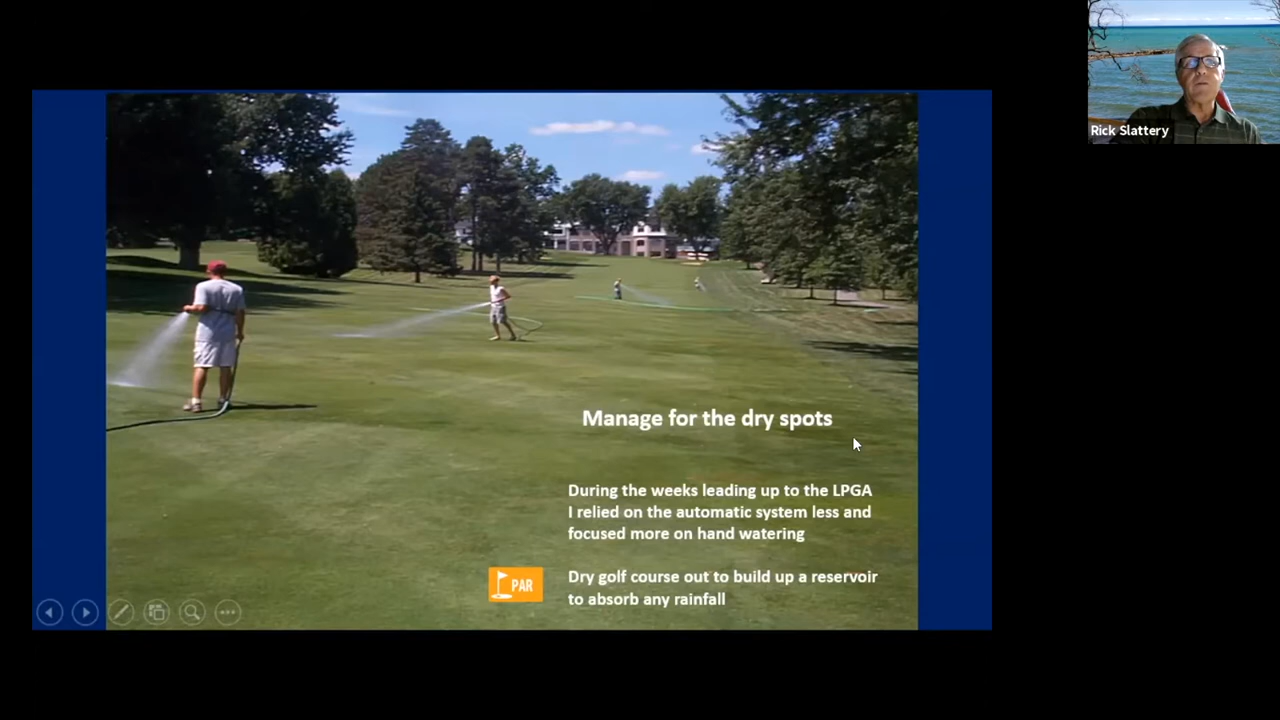 Rick Slattery
Manage for the dry spots
During the weeks leading up to the LPGA
I relied on the automatic system less and
focused more on hand watering
PAR
Dry golf course out to build up a reservoir
to absorb any rainfall